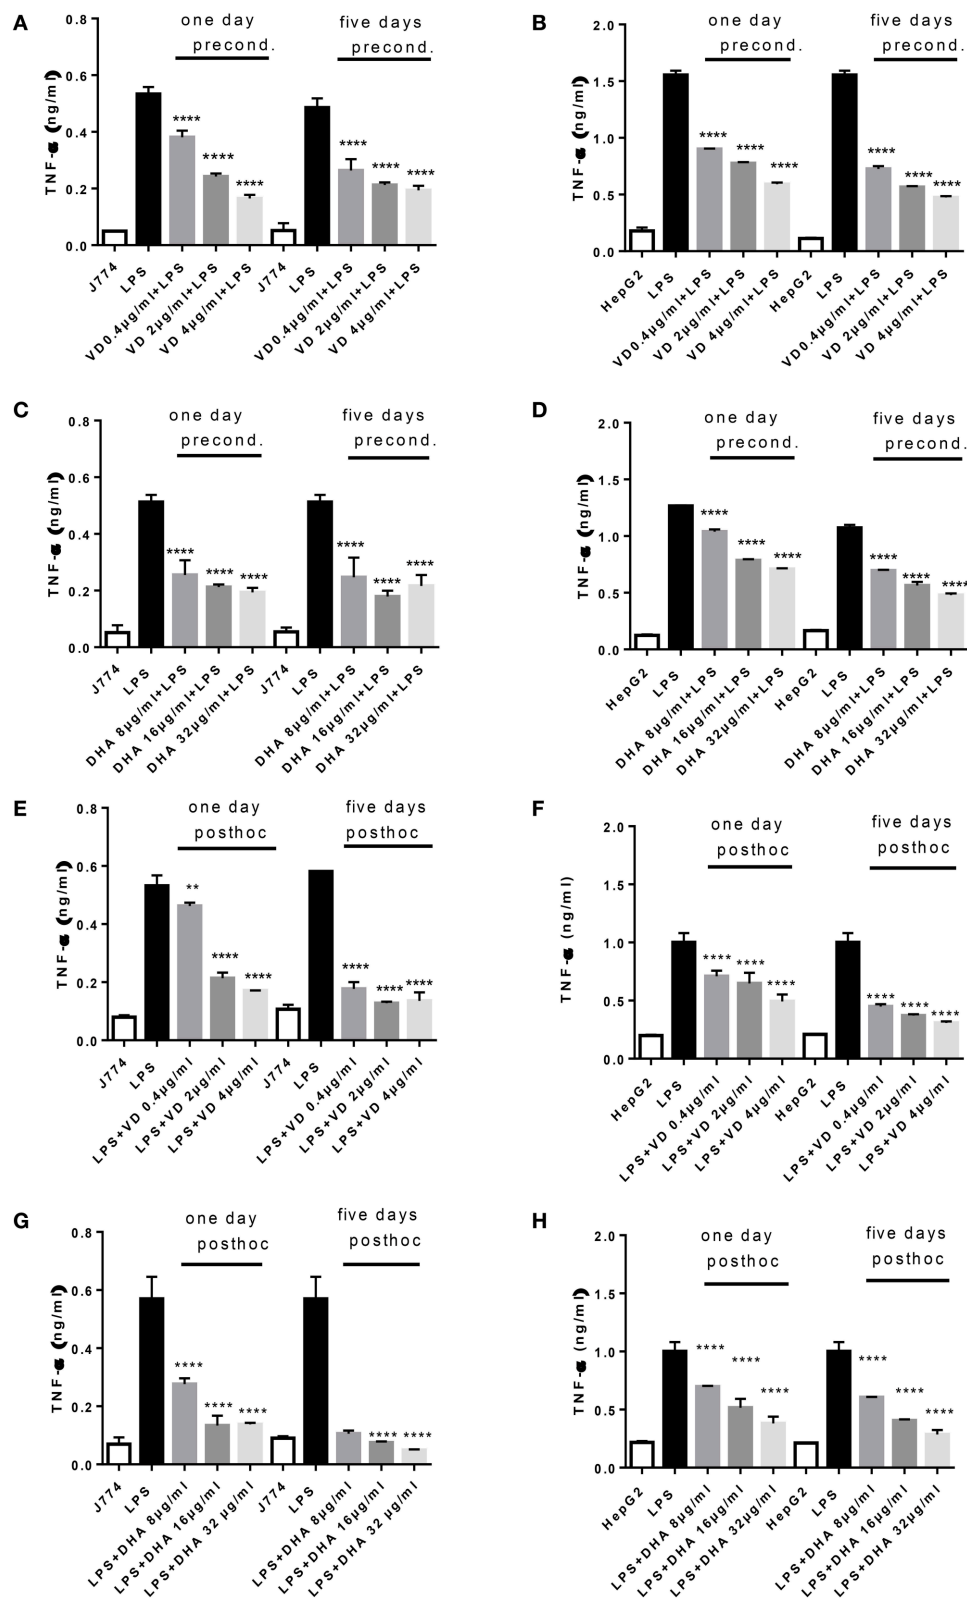 A
one day
precond.
five days
precond.
TNF-α (ng/ml)
0.8
0.6
0.4
0.2
0.0
****
****
****
****
****
****
J774
LPS
VD0.4µg/ml+LPS
VD 2µg/ml+LPS
VD 4µg/ml+LPS
J774
LPS
VD0.4µg/ml+LPS
VD 2µg/ml+LPS
VD 4µg/ml+LPS
B
one day
precond.
five days
precond.
TNF-α (ng/ml)
2.0
1.5
1.0
0.5
0.0
****
****
****
****
****
****
HepG2
LPS
VD0.4µg/ml+LPS
VD 2µg/ml+LPS
VD 4µg/ml+LPS
HepG2
LPS
VD0.4µg/ml+LPS
VD 2µg/ml+LPS
VD 4µg/ml+LPS
C
one day
precond.
five days
precond.
TNF-α (ng/ml)
0.8
0.6
0.4
0.2
0.0
****
****
****
****
****
****
J774
LPS
DHA 8µg/ml+LPS
DHA 16µg/ml+LPS
DHA 32µg/ml+LPS
J774
LPS
DHA 8µg/ml+LPS
DHA 16µg/ml+LPS
DHA 32µg/ml+LPS
D
one day
precond.
five days
precond.
TNF-α (ng/ml)
2.0
1.5
1.0
0.5
0.0
****
****
****
****
****
****
HepG2
LPS
DHA 8µg/ml+LPS
DHA 16µg/ml+LPS
DHA 32µg/ml+LPS
HepG2
LPS
DHA 8µg/ml+LPS
DHA 16µg/ml+LPS
DHA 32µg/ml+LPS
E
one day
posthoc
five days
posthoc
TNF-α (ng/ml)
0.8
0.6
0.4
0.2
0.0
**
****
****
****
****
****
J774
LPS
LPS+VD 0.4µg/ml
LPS+VD 2µg/ml
LPS+VD 4µg/ml
J774
LPS
LPS+VD 0.4µg/ml
LPS+VD 2µg/ml
LPS+VD 4µg/ml
F
one day
posthoc
five days
posthoc
TNF-α (ng/ml)
2.0
1.5
1.0
0.5
0.0
****
****
****
****
****
****
HepG2
LPS
LPS+VD 0.4µg/ml
LPS+VD 2µg/ml
LPS+VD 4µg/ml
HepG2
LPS
LPS+VD 0.4µg/ml
LPS+VD 2µg/ml
LPS+VD 4µg/ml
G
one day
posthoc
five days
posthoc
TNF-α (ng/ml)
0.8
0.6
0.4
0.2
0.0
****
****
****
****
****
J774
LPS
LPS+DHA 8µg/ml
LPS+DHA 16µg/ml
LPS+DHA 32 µg/ml
J774
LPS
LPS+DHA 8µg/ml
LPS+DHA 16µg/ml
LPS+DHA 32 µg/ml
H
one day
posthoc
five days
posthoc
TNF-α (ng/ml)
2.0
1.5
1.0
0.5
0.0
****
****
****
****
****
****
HepG2
LPS
LPS+DHA 8µg/ml
LPS+DHA 16µg/ml
LPS+DHA 32µg/ml
HepG2
LPS
LPS+DHA 8µg/ml
LPS+DHA 16µg/ml
LPS+DHA 32µg/ml